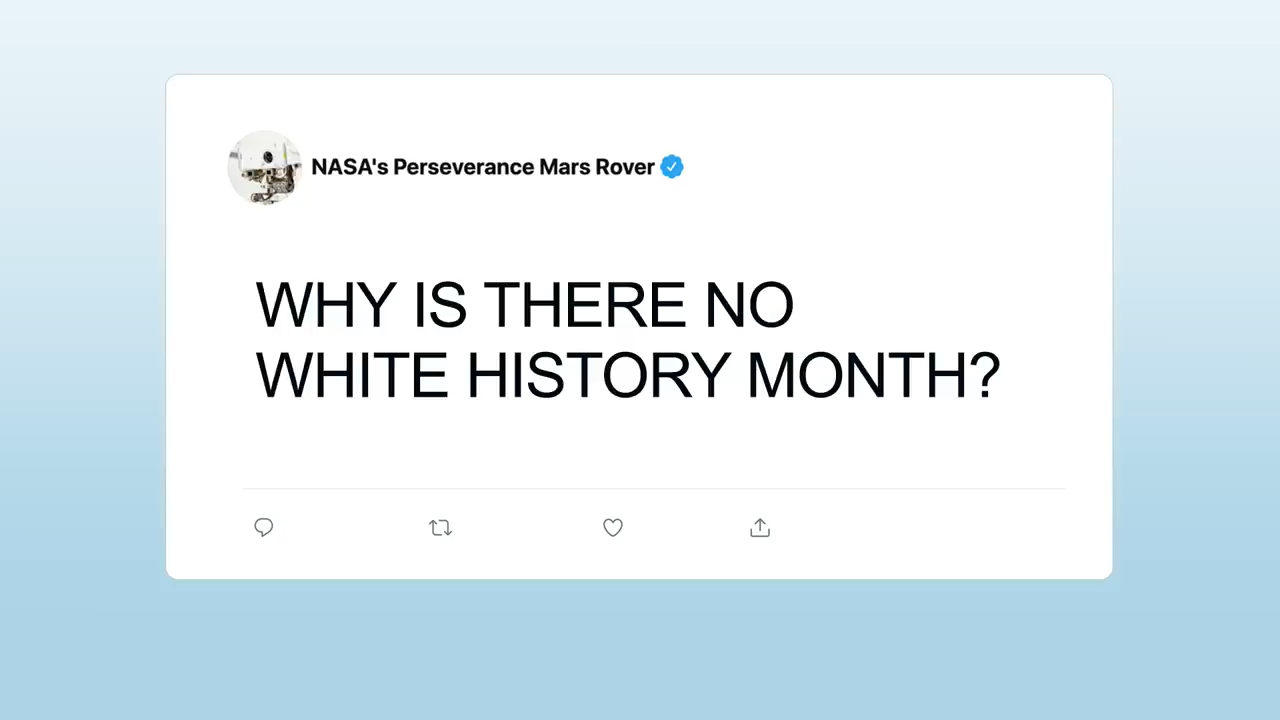 NASA's Perseverance Mars Rover
WHY IS THERE NO
WHITE HISTORY MONTH?